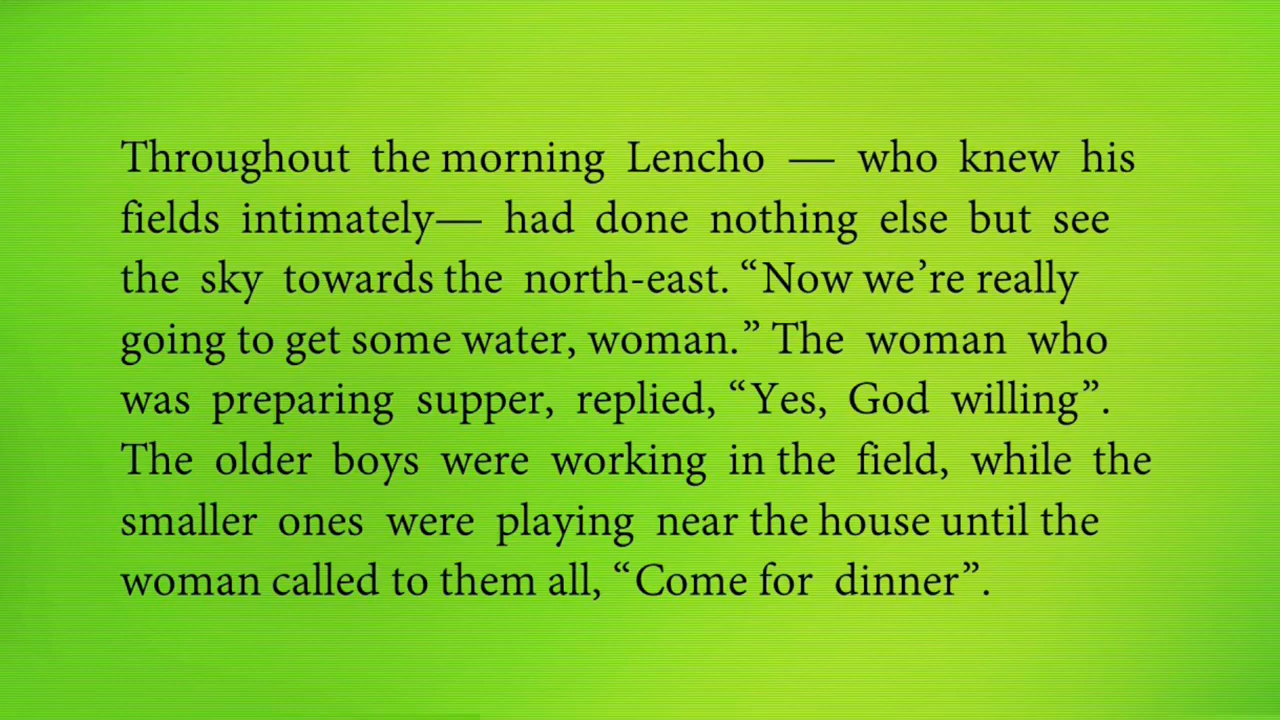 Throughout the morning Lencho — who knew his
fields intimately— had done nothing else but see
the sky towards the north-east. “Now we’re really
going to get some water, woman.” The woman who
was preparing supper, replied, “Yes, God willing”.
The older boys were working in the field, while the
smaller ones were playing near the house until the
woman called to them all, “Come for dinner”.